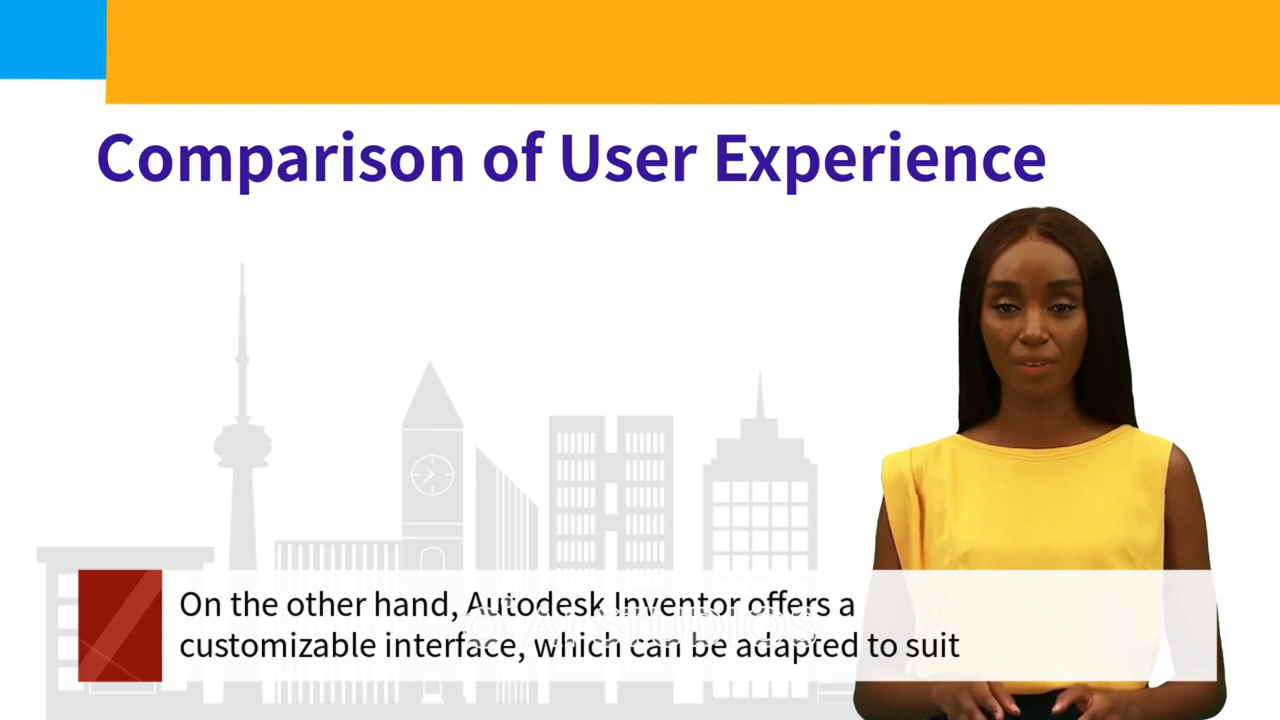 Comparison of User Experience
On the other hand, Autodesk Inventor offers a
customizable interface, which can be adapted to suit